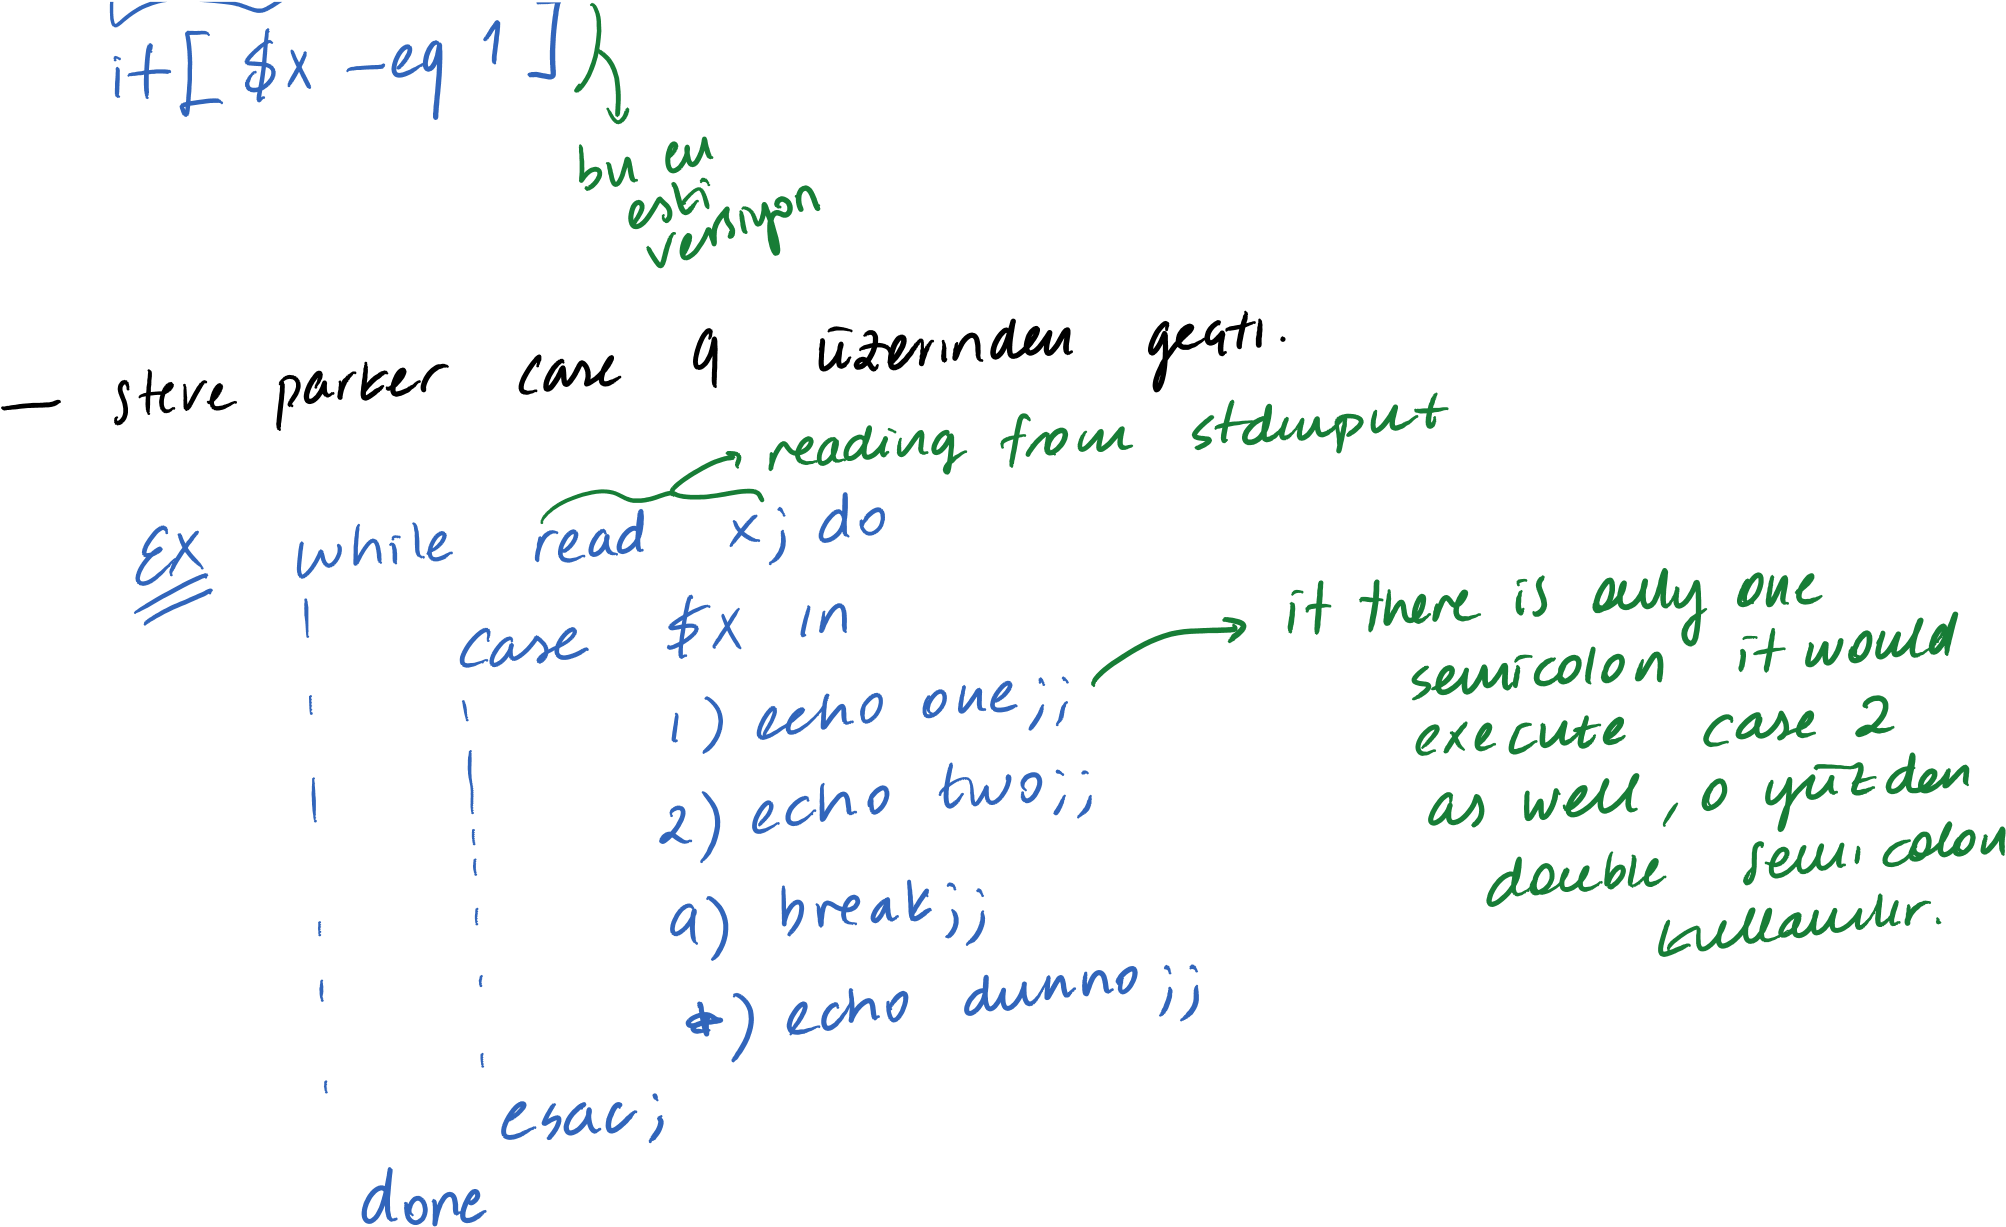 if [ $x -eq 1 ]
bu en
eski
versiyon
— steve parker case 9 üzerinden geçti.
reading from stdinput
EX while read x; do
case $x in
1) echo one;;
2) echo two;;
9) break;;
*) echo dunno;;
esac;
done
if there is only one
semicolon it would
execute case 2
as well, o yüzden
double semicolon
kullanılır.